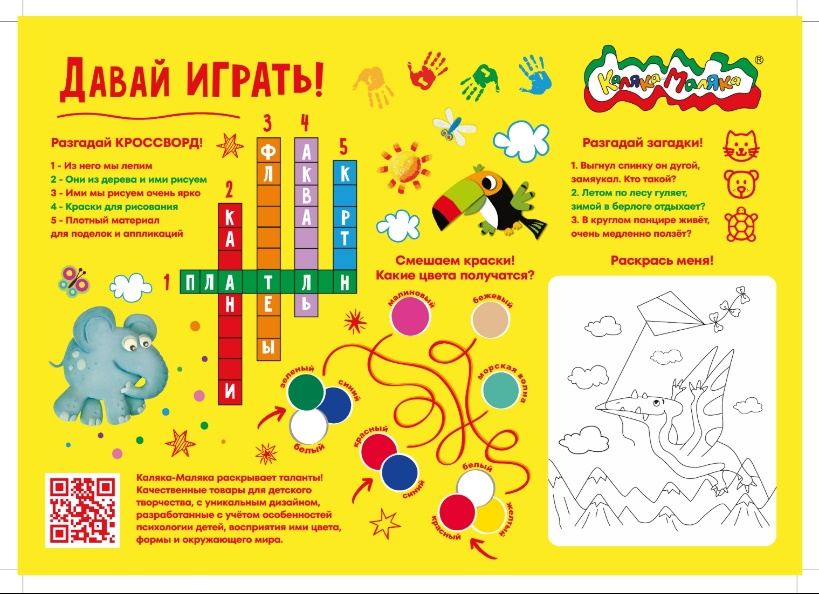 ДАВАЙ ИГРАТЬ!
Каляка-Маляка®
Разгадай КРОССВОРД!
1 - Из него мы лепим
2 - Они из дерева и ими рисуем
3 - Ими мы рисуем очень ярко
4 - Краски для рисования
5 - Плотный материал
для поделок и аппликаций
3
4
5
2
1
Ф
Л
Т
Е
Ы
А
К
В
А
Л
Ь
К
Р
Т
Н
К
А
А
Н
И
П Л А Т Л Н
Разгадай загадки!
1. Выгнул спинку он дугой,
замяукал. Кто такой?
2. Летом по лесу гуляет,
зимой в берлоге отдыхает?
3. В круглом панцире живёт,
очень медленно ползёт?
Раскрась меня!
Смешаем краски!
Какие цвета получатся?
малиновый
бежевый
морская волна
зеленый
синий
белый
красный
синий
белый
красный
желтый
Каляка-Маляка раскрывает таланты!
Качественные товары для детского
творчества, с уникальным дизайном,
разработанные с учётом особенностей
психологии детей, восприятия ими цвета,
формы и окружающего мира.